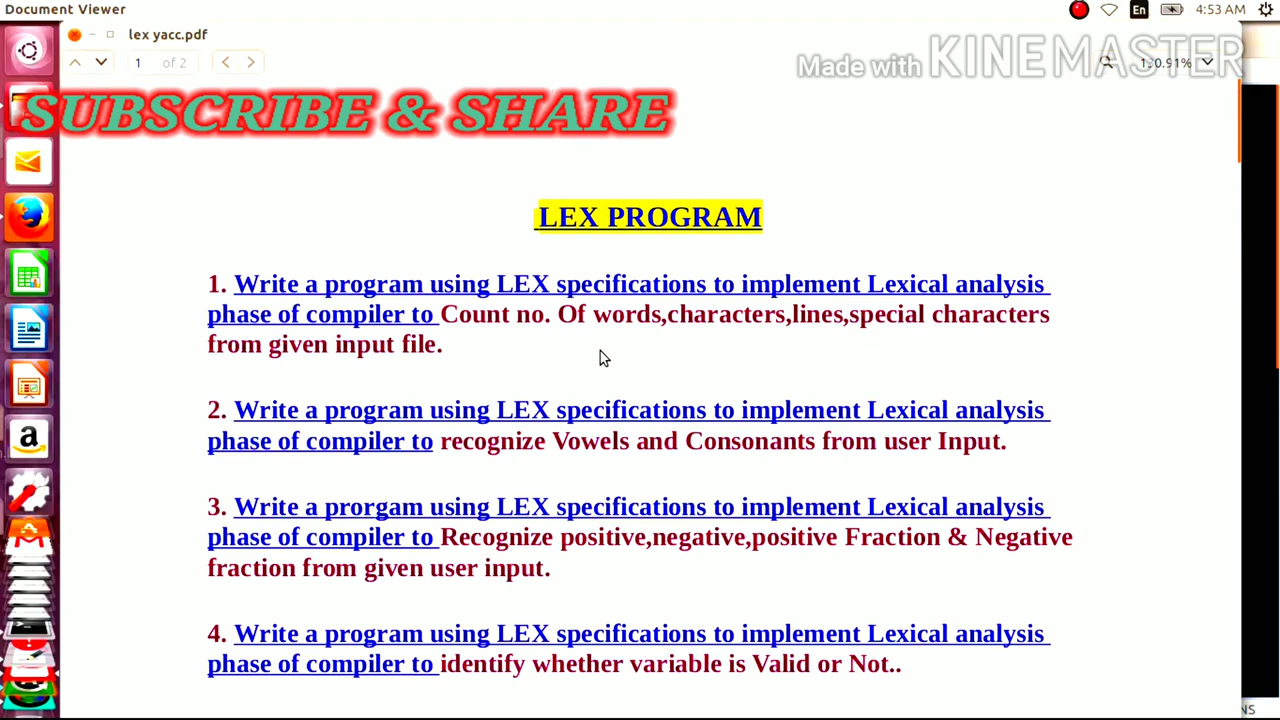 Document Viewer
En
4:53 AM
lex yacc.pdf
1 of 2
Made with KINEMASTER
SUBSCRIBE & SHARE
LEX PROGRAM
1. Write a program using LEX specifications to implement Lexical analysis
phase of compiler to Count no. Of words,characters,lines,special characters
from given input file.
2. Write a program using LEX specifications to implement Lexical analysis
phase of compiler to recognize Vowels and Consonants from user Input.
3. Write a prorgam using LEX specifications to implement Lexical analysis
phase of compiler to Recognize positive,negative,positive Fraction & Negative
fraction from given user input.
4. Write a program using LEX specifications to implement Lexical analysis
phase of compiler to identify whether variable is Valid or Not..
a
NS